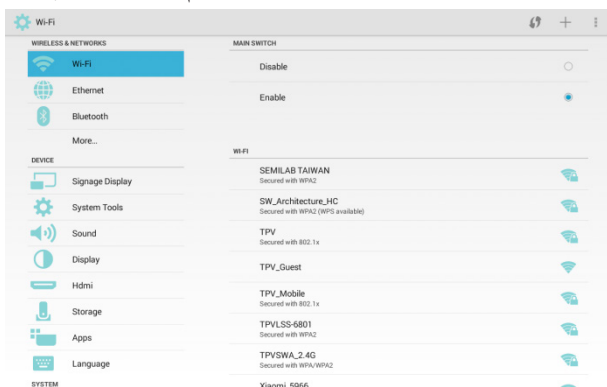 Wi-Fi
WIRELESS & NETWORKS
Wi-Fi
Ethernet
Bluetooth
More...
DEVICE
Signage Display
System Tools
Sound
Display
Hdmi
Storage
Apps
Language
SYSTEM
MAIN SWITCH
Disable
Enable
WI-FI
SEMILAB TAIWAN
Secured with WPA2
SW_Architecture_HC
Secured with WPA2 (WPS available)
TPV
Secured with 802.1x
TPV_Guest
TPV_Mobile
Secured with 802.1x
TPVLSS-6801
Secured with WPA2
TPVSWA_2.4G
Secured with WPA/WPA2
Xiaomi_5966